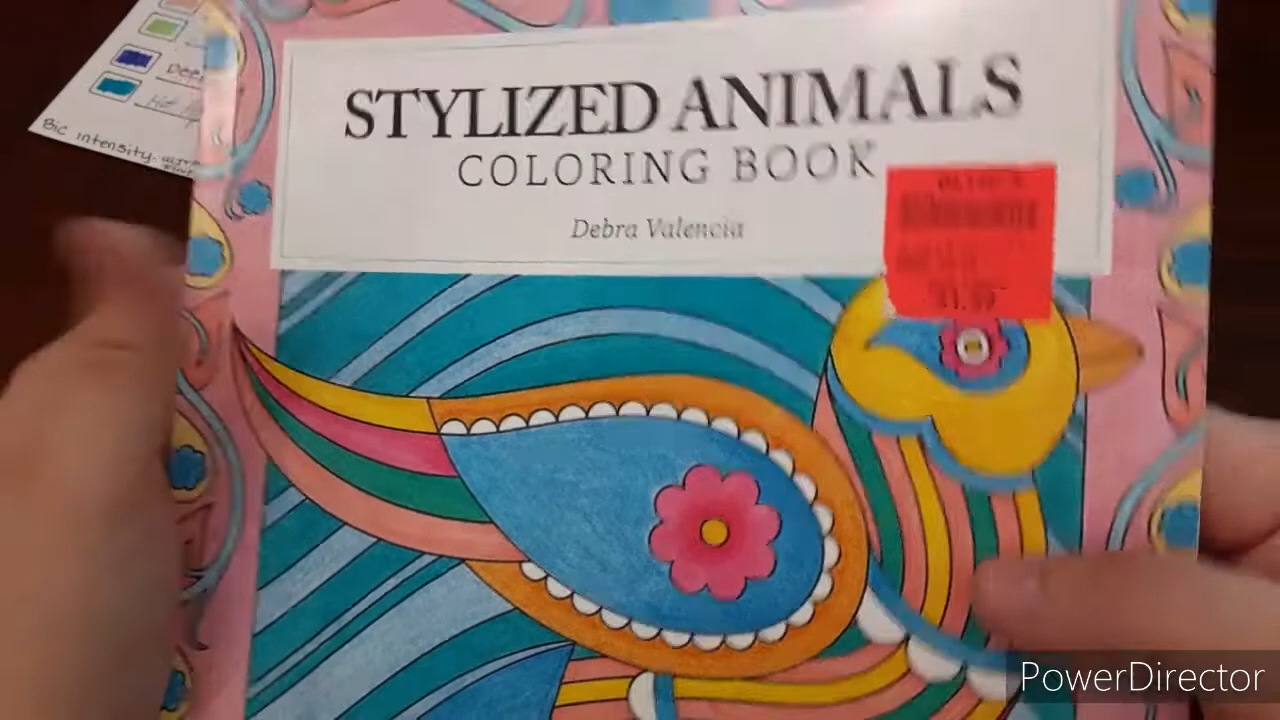 STYLIZED ANIMALS
COLORING BOOK
Debra Valencia
Bic intensity-
PowerDirector